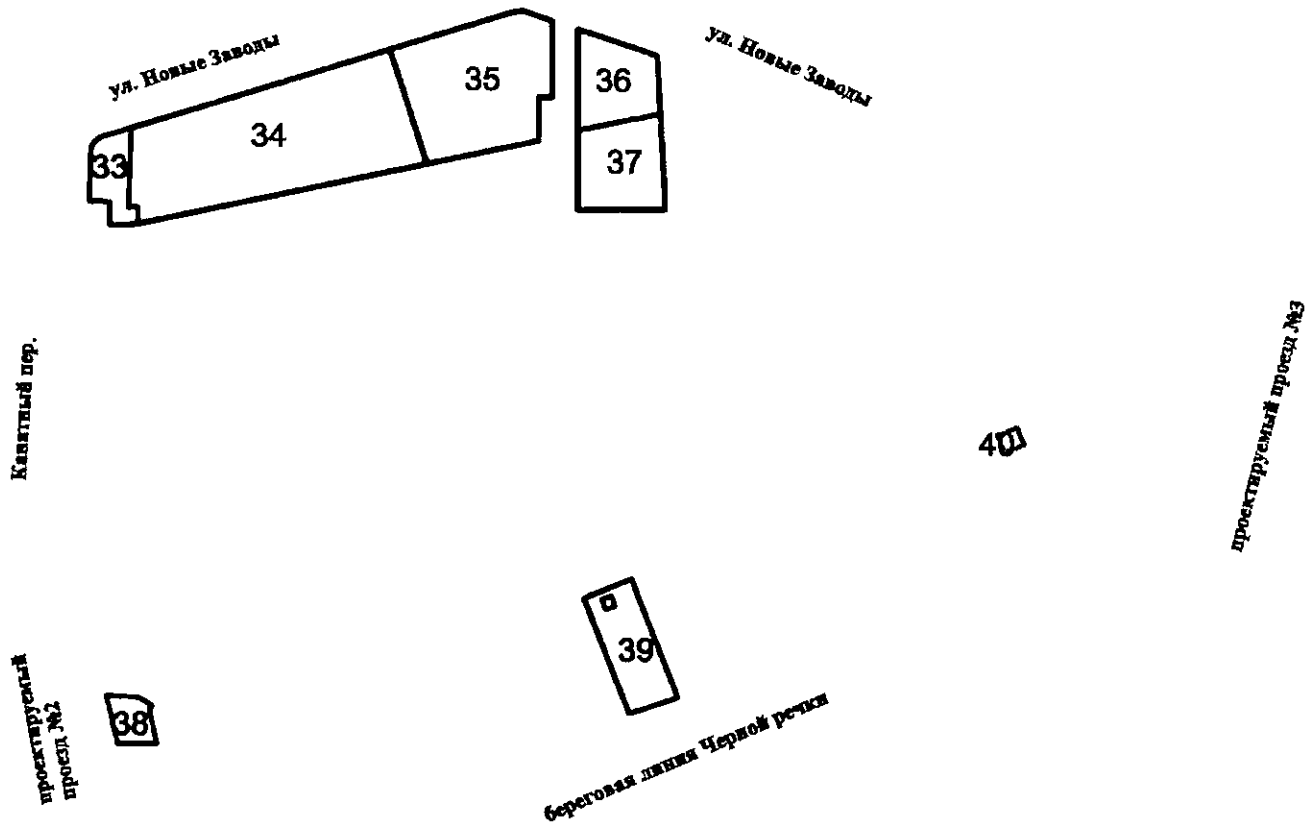 ул. Новые Заводы
ул. Новые Заводы
35
36
34
33
37
Канатный пер.
проектируемый проезд №3
40
39
проектируемый
проезд №2
38
береговая линия Черной речки